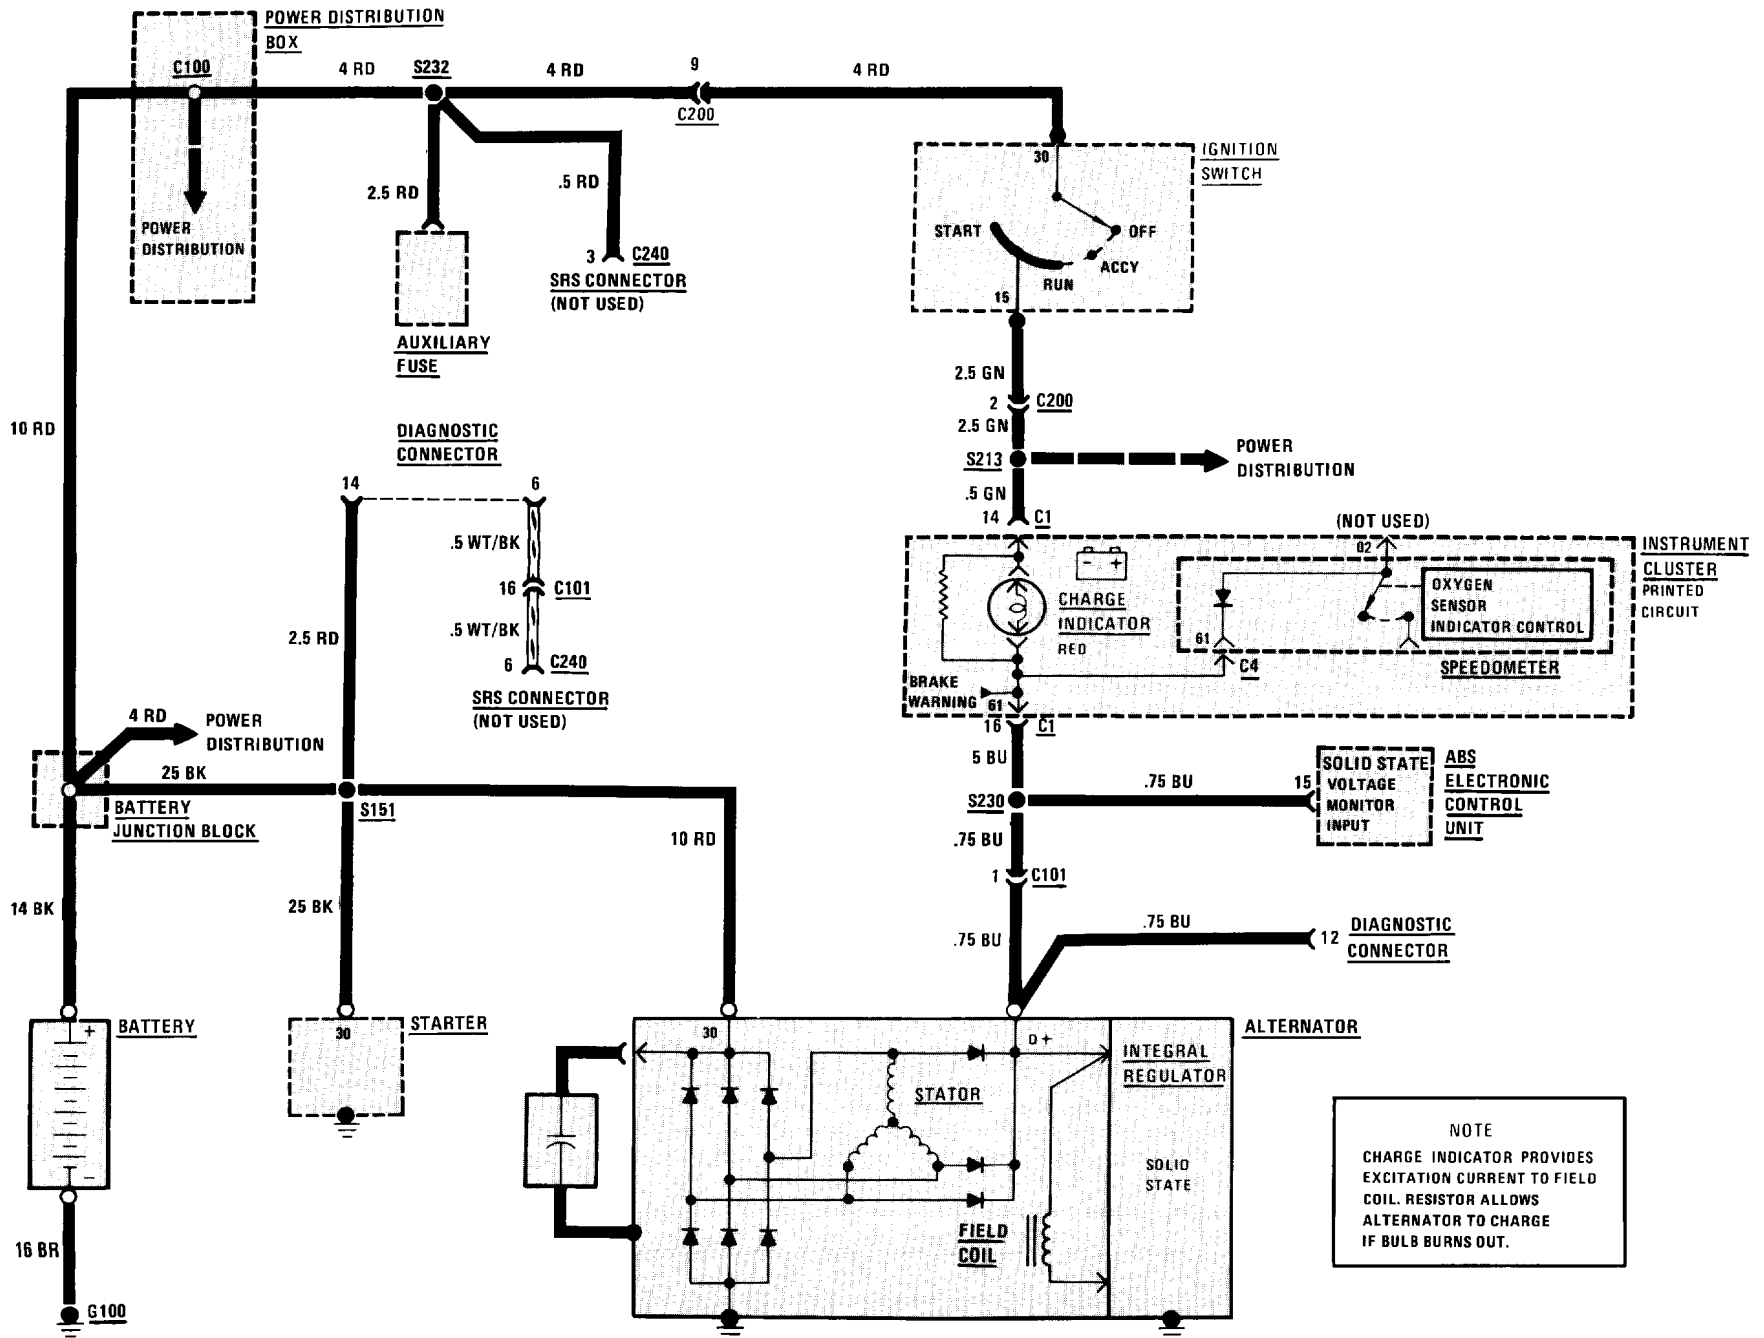 POWER DISTRIBUTION
BOX
C100
4 RD
S232
4 RD
9
4 RD
C200
POWER
DISTRIBUTION
2.5 RD
.5 RD
3
C240
SRS CONNECTOR
(NOT USED)
AUXILIARY
FUSE
IGNITION
SWITCH
30
START
OFF
ACCY
RUN
15
2.5 GN
2
C200
2.5 GN
S213
POWER
DISTRIBUTION
.5 GN
14
C1
10 RD
DIAGNOSTIC
CONNECTOR
14
6
.5 WT/BK
16
C101
.5 WT/BK
6
C240
SRS CONNECTOR
(NOT USED)
2.5 RD
(NOT USED)
INSTRUMENT
CLUSTER
PRINTED
CIRCUIT
02
- +
CHARGE
INDICATOR
RED
OXYGEN
SENSOR
INDICATOR CONTROL
61
C4
SPEEDOMETER
BRAKE
WARNING
61
16
C1
4 RD
POWER
DISTRIBUTION
25 BK
BATTERY
JUNCTION BLOCK
S151
5 BU
S230
.75 BU
15
SOLID STATE
VOLTAGE
MONITOR
INPUT
ABS
ELECTRONIC
CONTROL
UNIT
10 RD
.75 BU
1
C101
14 BK
25 BK
.75 BU
.75 BU
12
DIAGNOSTIC
CONNECTOR
+
BATTERY
−
30
STARTER
30
D +
ALTERNATOR
INTEGRAL
REGULATOR
STATOR
SOLID
STATE
FIELD
COIL
16 BR
G100
NOTE
CHARGE INDICATOR PROVIDES
EXCITATION CURRENT TO FIELD
COIL. RESISTOR ALLOWS
ALTERNATOR TO CHARGE
IF BULB BURNS OUT.